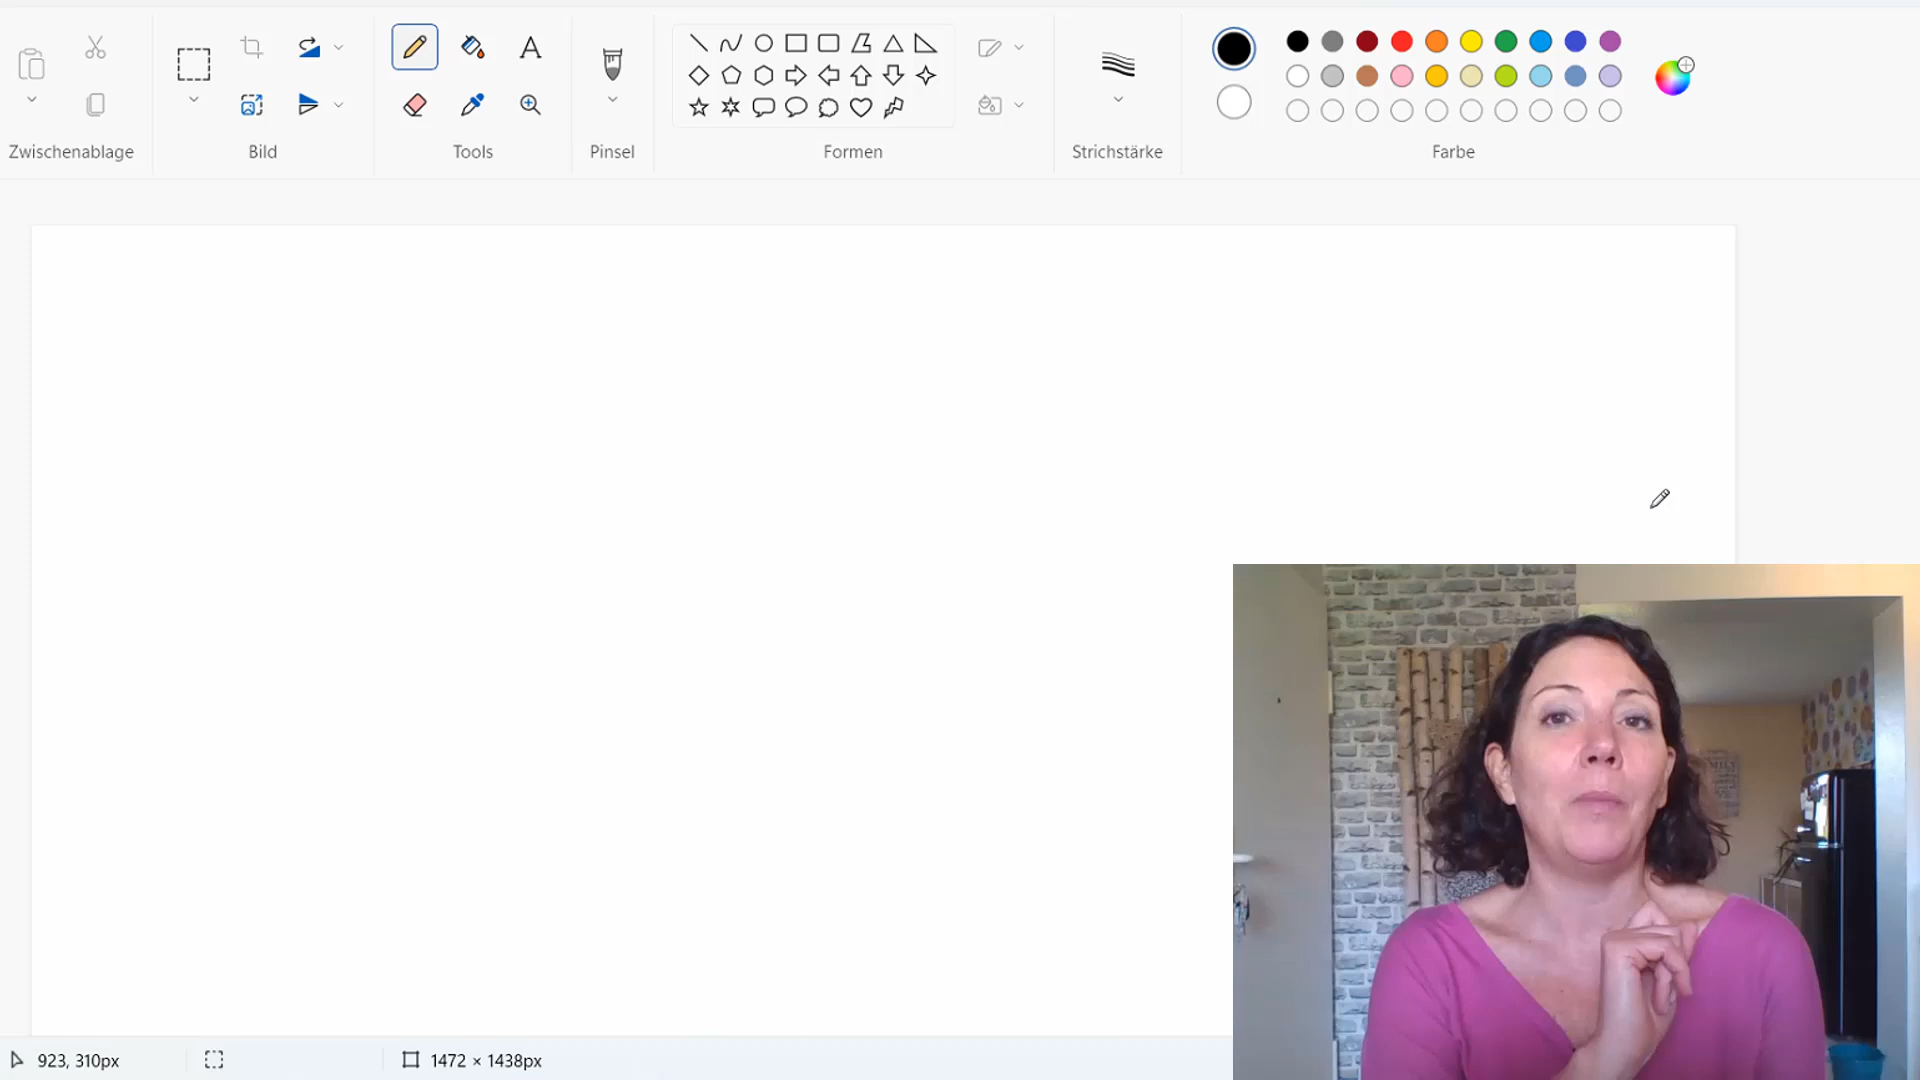 Zwischenablage
Bild
Tools
Pinsel
Formen
Strichstärke
Farbe
923, 310px
1472 × 1438px